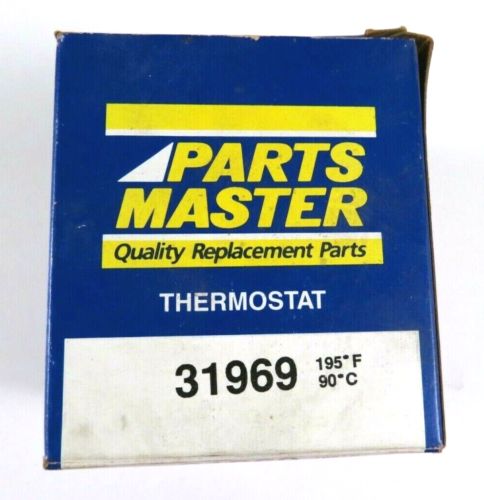 PARTS
MASTER
Quality Replacement Parts
THERMOSTAT
31969 195°F
90°C